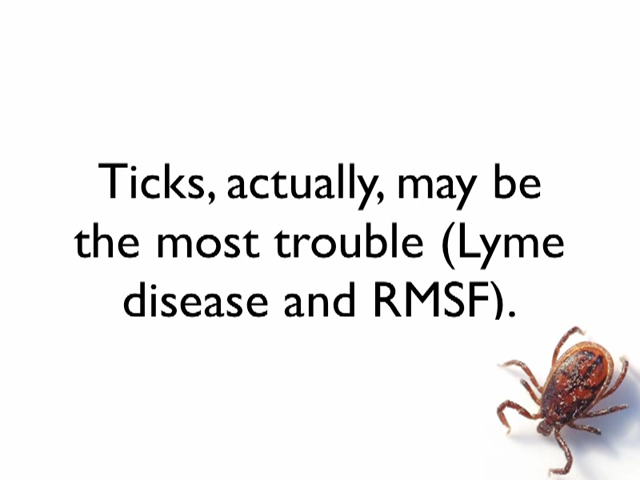 Ticks, actually, may be
the most trouble (Lyme
disease and RMSF).